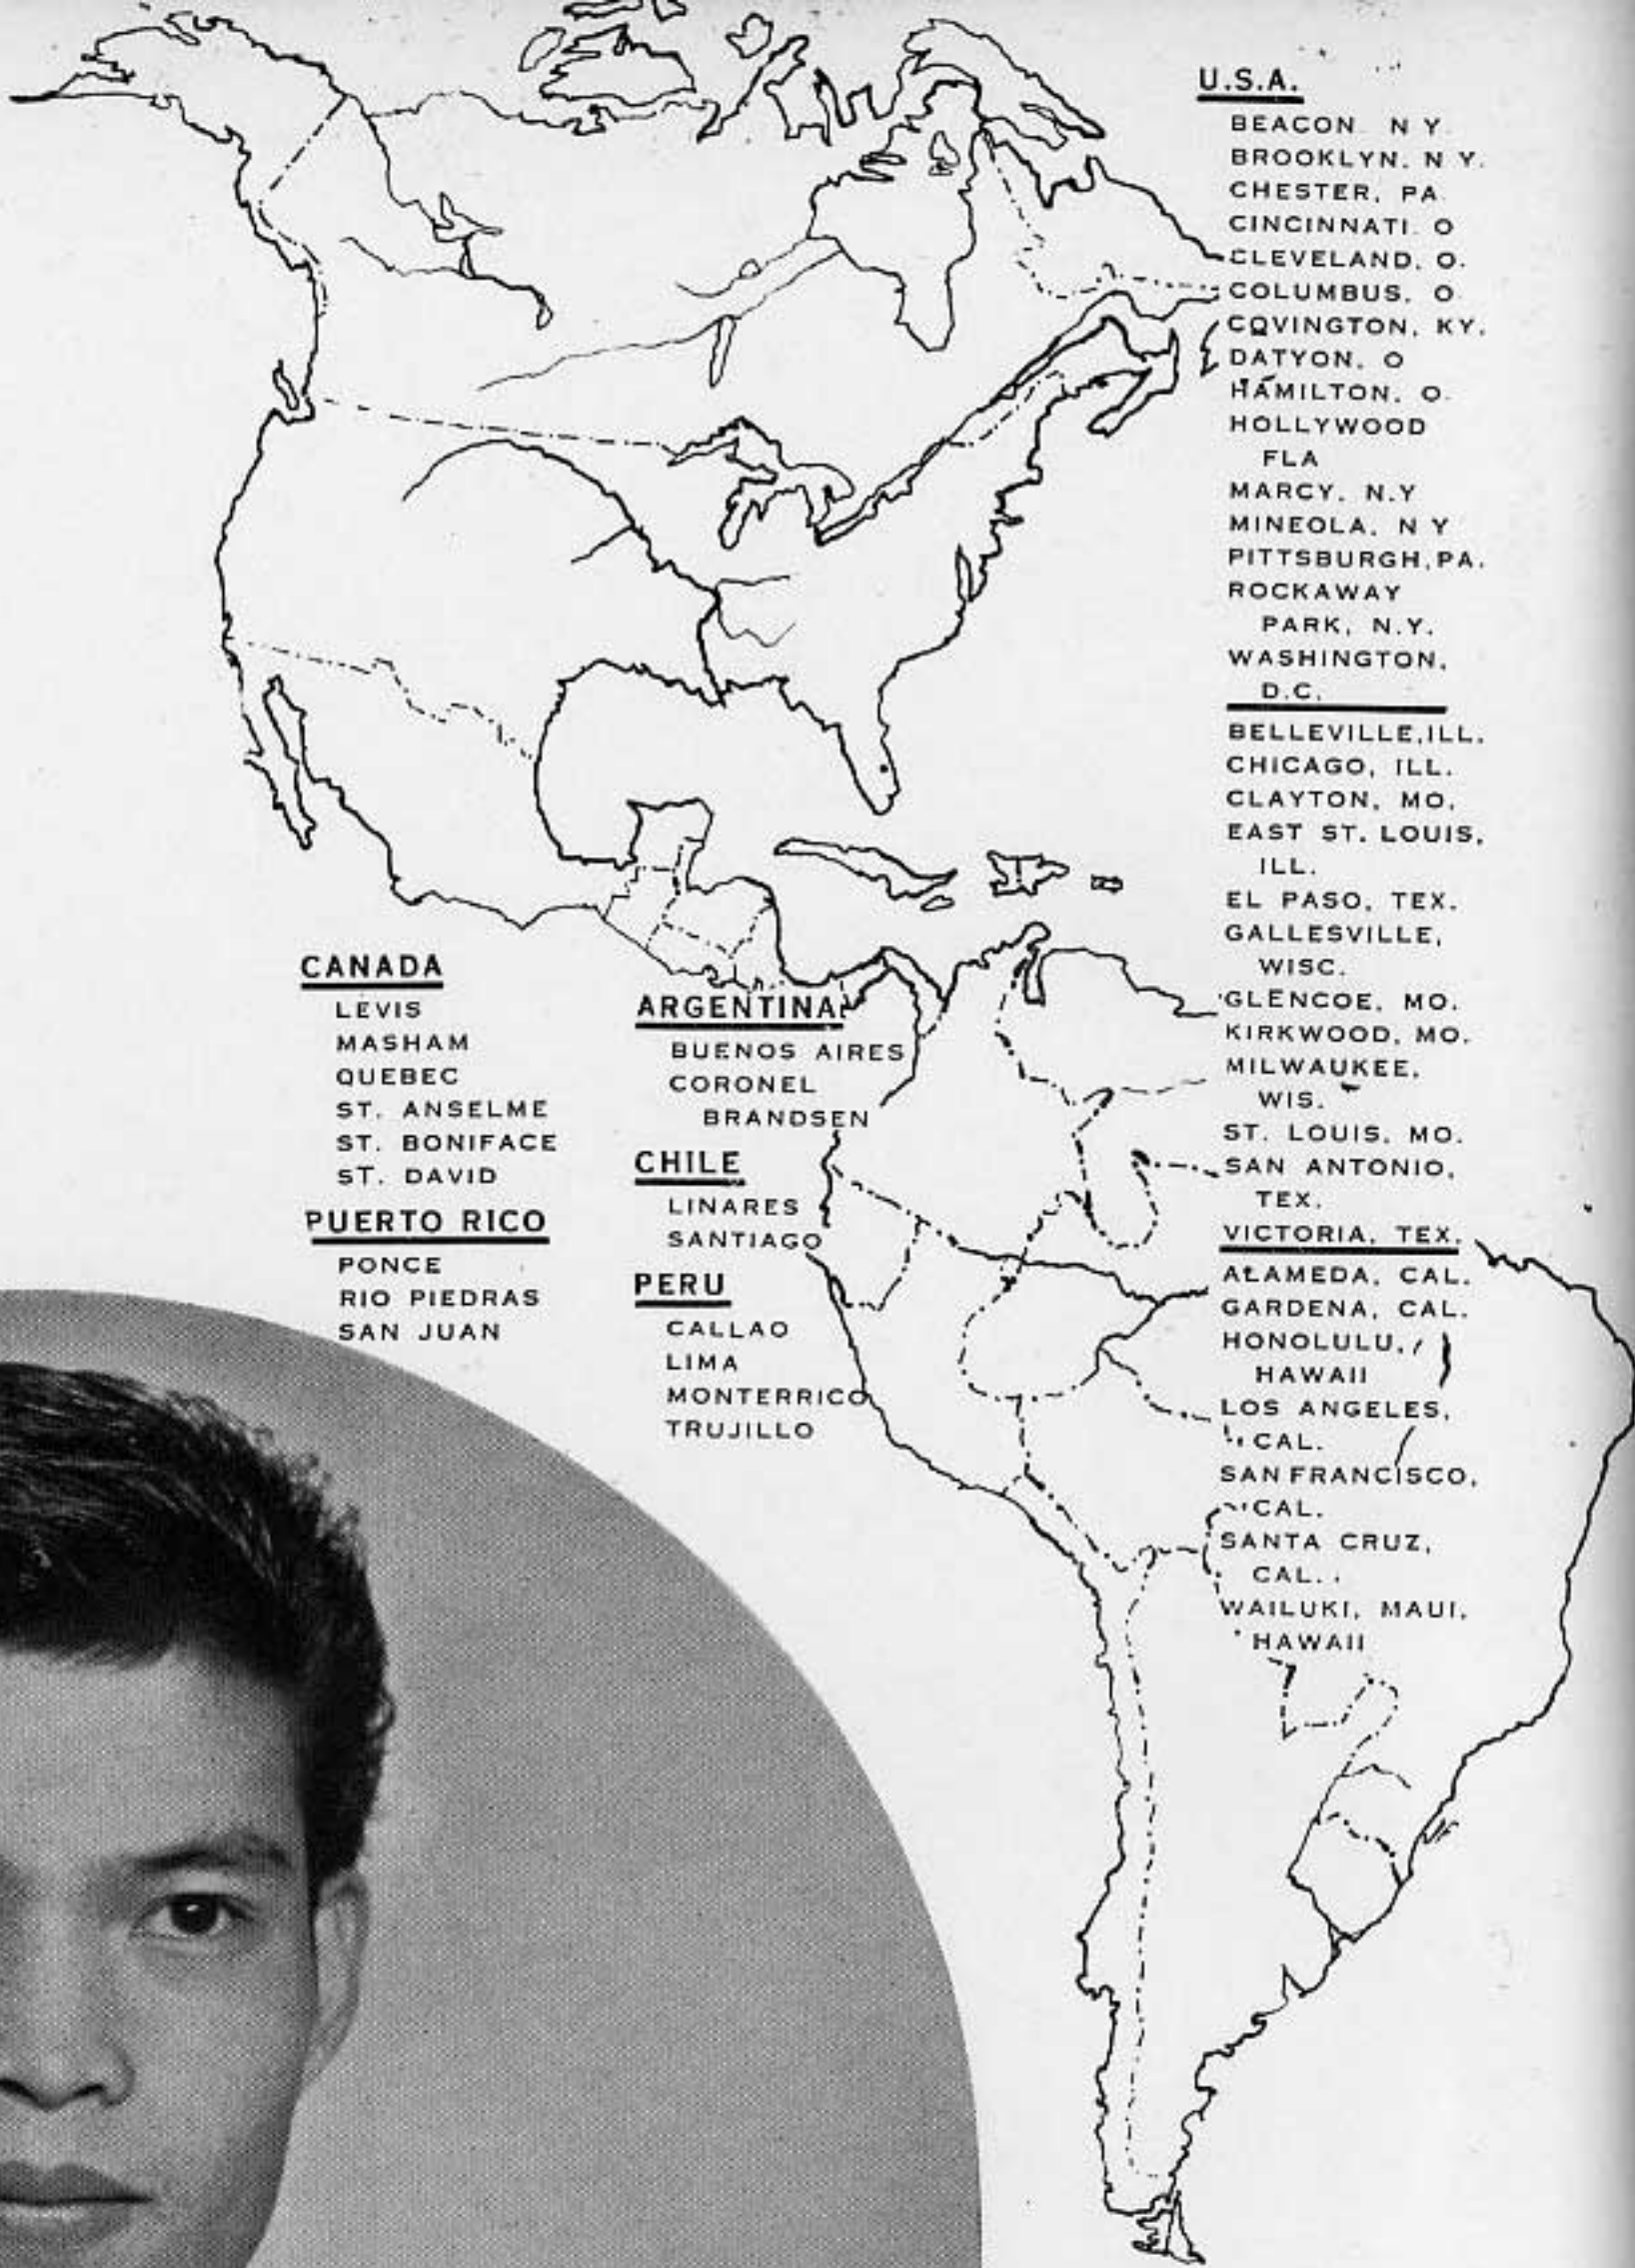 U.S.A.
BEACON N Y.
BROOKLYN. N Y.
CHESTER, PA.
CINCINNATI. O
CLEVELAND. O.
COLUMBUS. O.
COVINGTON, KY.
DATYON. O
HAMILTON. O.
HOLLYWOOD
FLA
MARCY. N.Y
MINEOLA. N Y
PITTSBURGH, PA.
ROCKAWAY
PARK, N.Y.
WASHINGTON,
D.C.
BELLEVILLE, ILL.
CHICAGO, ILL.
CLAYTON, MO.
EAST ST. LOUIS,
ILL.
EL PASO, TEX.
GALLESVILLE,
WISC.
GLENCOE, MO.
KIRKWOOD, MO.
MILWAUKEE,
WIS.
ST. LOUIS, MO.
SAN ANTONIO,
TEX.
VICTORIA, TEX.
ALAMEDA, CAL.
GARDENA, CAL.
HONOLULU,
HAWAII
LOS ANGELES,
CAL.
SAN FRANCISCO,
CAL.
SANTA CRUZ,
CAL.
WAILUKI, MAUI,
HAWAII
CANADA
LEVIS
MASHAM
QUEBEC
ST. ANSELME
ST. BONIFACE
ST. DAVID
PUERTO RICO
PONCE
RIO PIEDRAS
SAN JUAN
ARGENTINA
BUENOS AIRES
CORONEL
BRANDSEN
CHILE
LINARES
SANTIAGO
PERU
CALLAO
LIMA
MONTERRICO
TRUJILLO